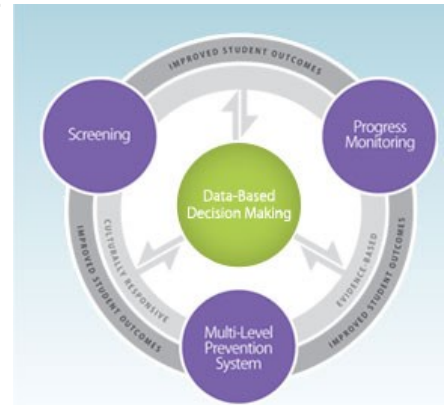 IMPROVED STUDENT OUTCOMES
Screening
Progress
Monitoring
Data-Based
Decision Making
CULTURALLY RESPONSIVE
EVIDENCE-BASED
IMPROVED STUDENT OUTCOMES
IMPROVED STUDENT OUTCOMES
Multi-Level
Prevention
System